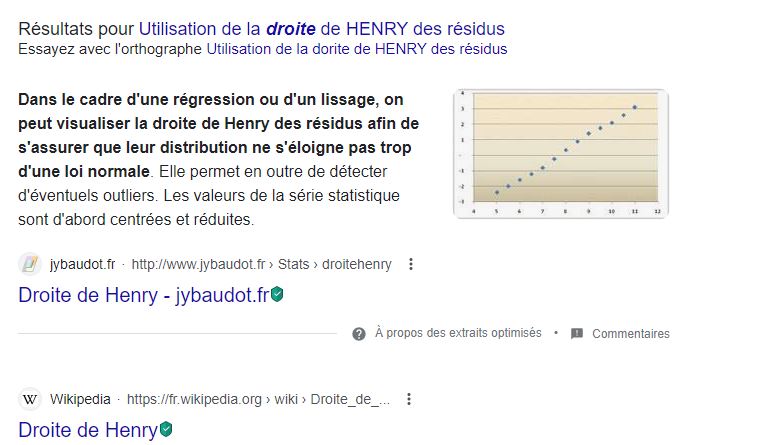 Résultats pour Utilisation de la droite de HENRY des résidus
Essayez avec l'orthographe Utilisation de la dorite de HENRY des résidus
Dans le cadre d'une régression ou d'un lissage, on
peut visualiser la droite de Henry des résidus afin de
s'assurer que leur distribution ne s'éloigne pas trop
d'une loi normale. Elle permet en outre de détecter
d'éventuels outliers. Les valeurs de la série statistique
sont d'abord centrées et réduites.
4
3
2
1
-
-1
-2
-3
4 5 6 7 8 9 10 11 12
jybaudot.fr · http://www.jybaudot.fr › Stats › droitehenry
Droite de Henry - jybaudot.fr
À propos des extraits optimisés • Commentaires
W Wikipedia · https://fr.wikipedia.org › wiki › Droite_de_...
Droite de Henry